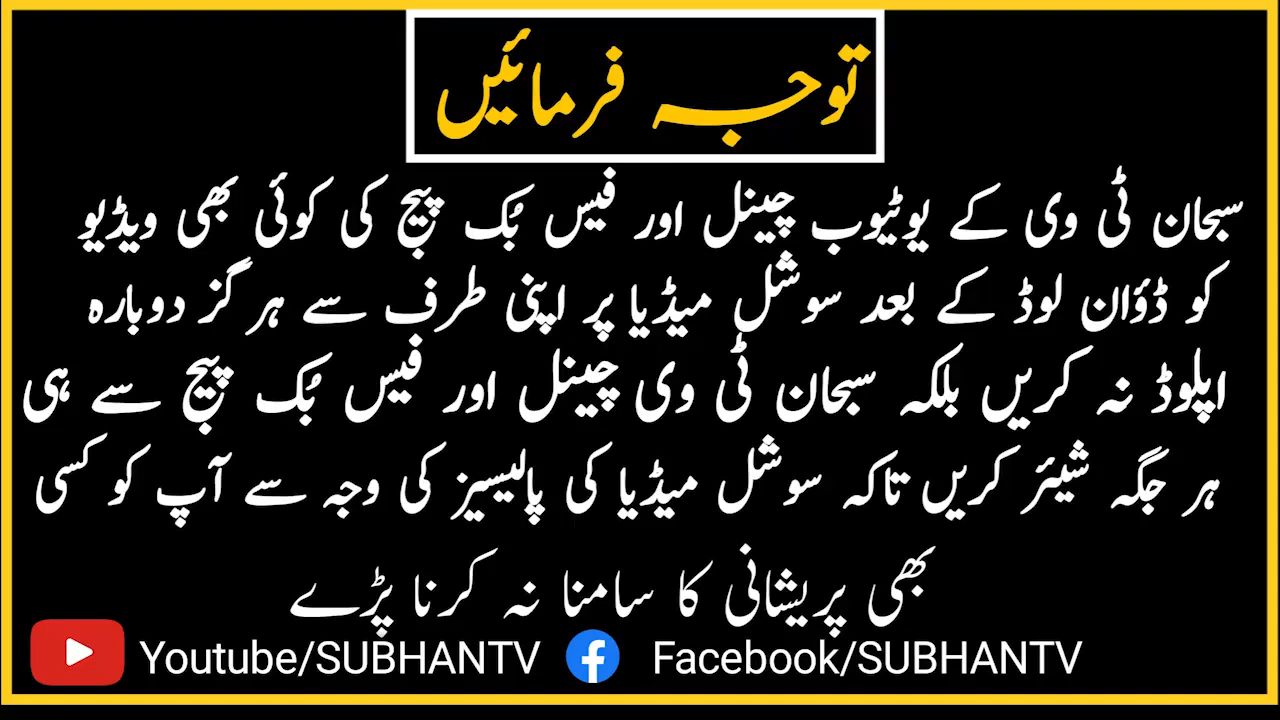 توجہ فرمائیں
سبحان ٹی وی کے یوٹیوب چینل اور فیس بُک پیج کی کوئی بھی ویڈیو
کو ڈؤان لوڈ کے بعد سوشل میڈیا پر اپنی طرف سے ہرگز دوبارہ
اپلوڈ نہ کریں بلکہ سبحان ٹی وی چینل اور فیس بُک پیج سے ہی
ہر جگہ شیئر کریں تاکہ سوشل میڈیا کی پالیسیز کی وجہ سے آپ کو کسی
بھی پریشانی کا سامنا نہ کرنا پڑے
Youtube/SUBHANTV Facebook/SUBHANTV